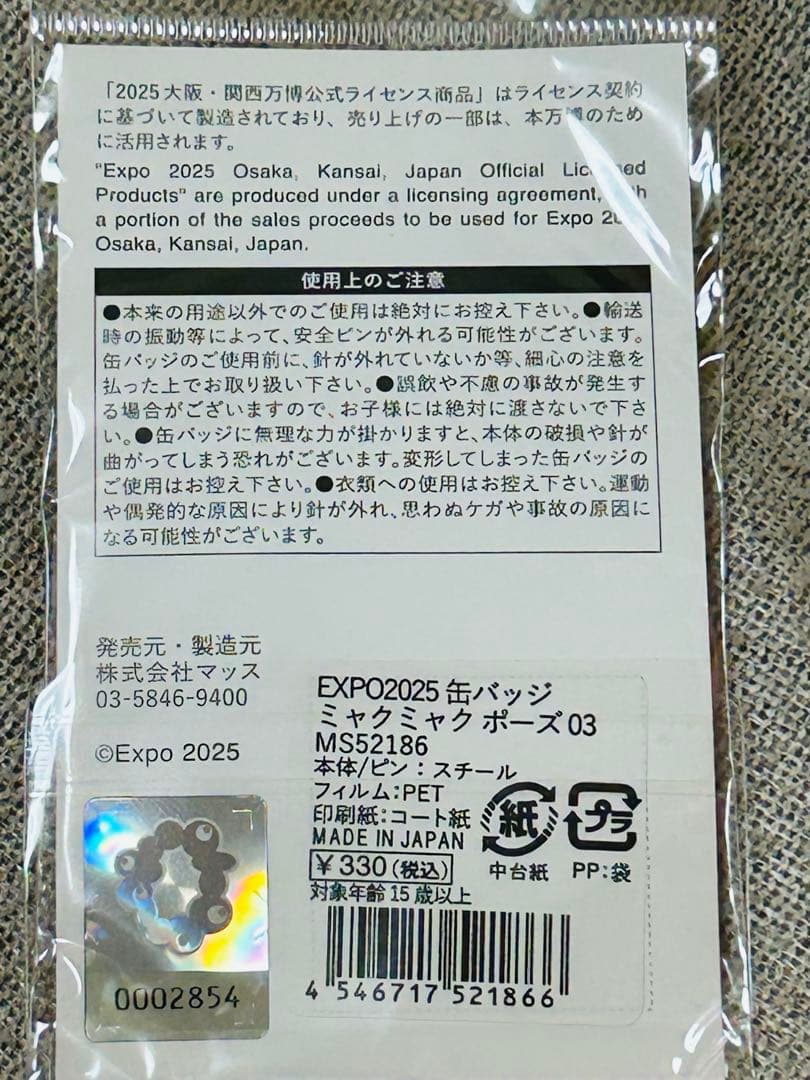 「2025大阪・関西万博公式ライセンス商品」はライセンス契約
に基づいて製造されており、売り上げの一部は、本万博のため
に活用されます。
"Expo 2025 Osaka, Kansai, Japan Official Licensed
Products" are produced under a licensing agreement, with
a portion of the sales proceeds to be used for Expo 20
Osaka, Kansai, Japan.
使用上のご注意
●本来の用途以外でのご使用は絶対にお控え下さい。●輸送
時の振動等によって、安全ピンが外れる可能性がございます。
缶バッジのご使用前に、針が外れていないか等、細心の注意を
払った上でお取り扱い下さい。●誤飲や不慮の事故が発生す
る場合がございますので、お子様には絶対に渡さないで下さ
い。●缶バッジに無理な力が掛かりますと、本体の破損や針が
曲がってしまう恐れがございます。変形してしまった缶バッジの
ご使用はお控え下さい。●衣類への使用はお控え下さい。運動
や偶発的な原因により針が外れ、思わぬケガや事故の原因に
なる可能性がございます。
発売元・製造元
株式会社マッス
03-5846-9400
©Expo 2025
0002854
EXPO2025 缶バッジ
ミャクミャク ポーズ 03
MS52186
本体/ピン：スチール
フィルム:PET
印刷紙:コート紙
MADE IN JAPAN
¥330(税込)
対象年齢15歳以上
紙
中台紙
プラ
PP:袋
4 546717 521866